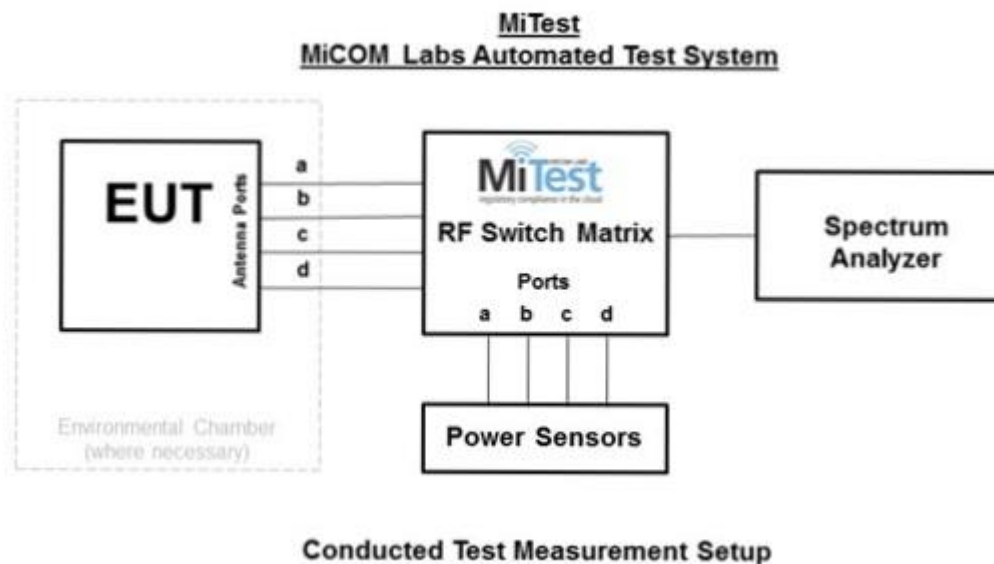 MiTest
MiCOM Labs Automated Test System
EUT
Antenna Ports
a
b
c
d
MiTest
regulatory compliance in the cloud
RF Switch Matrix
Ports
a b c d
Spectrum
Analyzer
Power Sensors
Environmental Chamber
(where necessary)
Conducted Test Measurement Setup